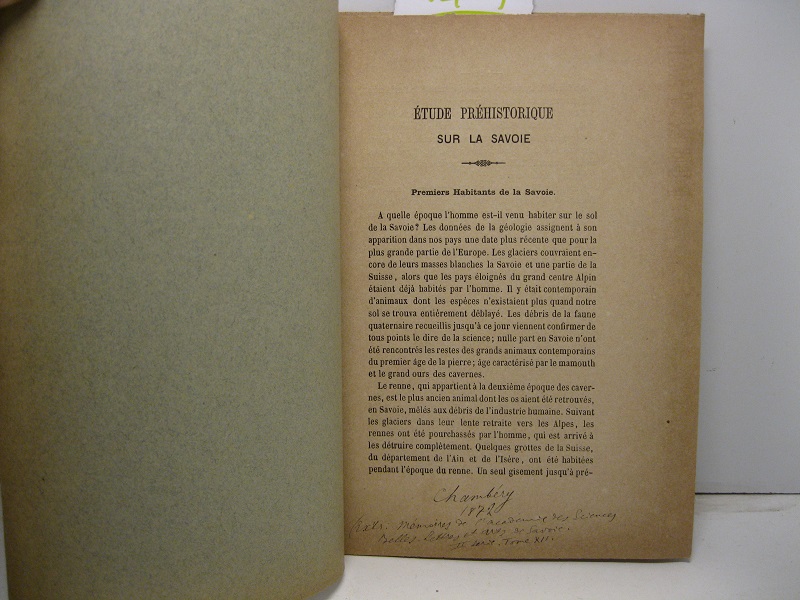 ÉTUDE PRÉHISTORIQUE
SUR LA SAVOIE
Premiers Habitants de la Savoie.
A quelle époque l'homme est-il venu habiter sur le sol
de la Savoie? Les données de la géologie assignent à son
apparition dans nos pays une date plus récente que pour la
plus grande partie de l'Europe. Les glaciers couvraient en-
core de leurs masses blanches la Savoie et une partie de la
Suisse, alors que les pays éloignés du grand centre Alpin
étaient déjà habités par l'homme. Il y était contemporain
d'animaux dont les espéces n'existaient plus quand notre
sol se trouva entiérement déblayé. Les débris de la faune
quaternaire recueillis jusqu'à ce jour viennent confirmer de
tous points le dire de la science; nulle part en Savoie n'ont
été rencontrés les restes des grands animaux contemporains
du premier âge de la pierre; âge caractérisé par le mamouth
et le grand ours des cavernes.
Le renne, qui appartient à la deuxième époque des caver-
nes, est le plus ancien animal dont les os aient été retrouvés,
en Savoie, mêlés aux débris de l'industrie humaine. Suivant
les glaciers dans leur lente retraite vers les Alpes, les
rennes ont été pourchassés par l'homme, qui est arrivé à
les détruire complètement. Quelques grottes de la Suisse,
du département de l'Ain et de l'Isére, ont été habitées
pendant l'époque du renne. Un seul gisement jusqu'à pré-
Chambéry
1872
Extr. Mémoires de l'académie des Sciences
Belles-Lettres et Arts de Savoie.
IIe série. Tome XII.